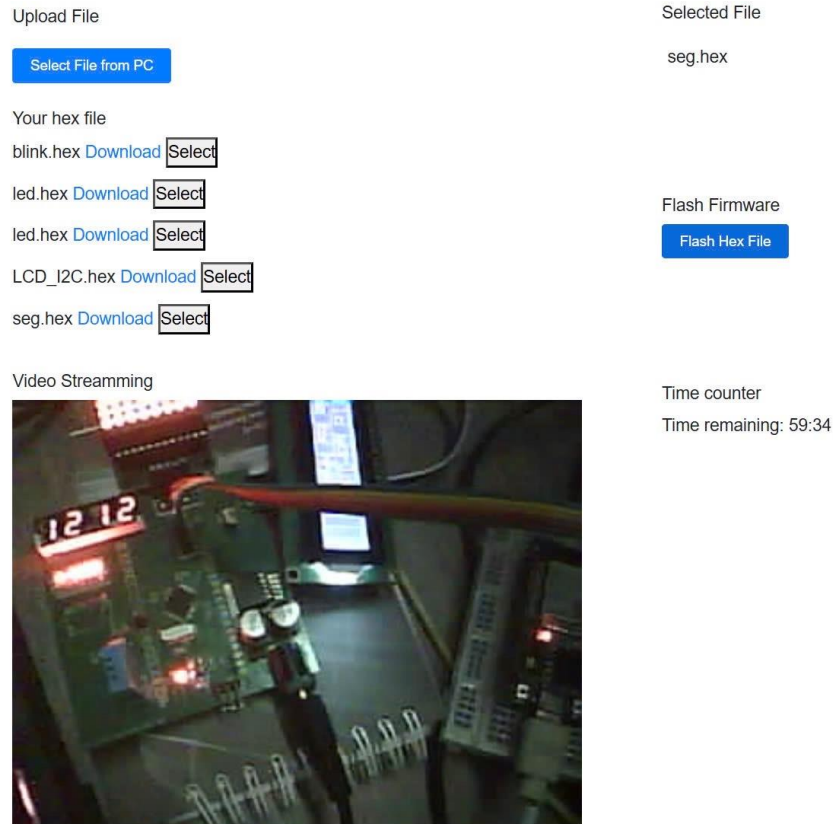 Upload File
Select File from PC
Your hex file
blink.hex Download Select
led.hex Download Select
led.hex Download Select
LCD_I2C.hex Download Select
seg.hex Download Select
Video Streamming
1212
Selected File
seg.hex
Flash Firmware
Flash Hex File
Time counter
Time remaining: 59:34